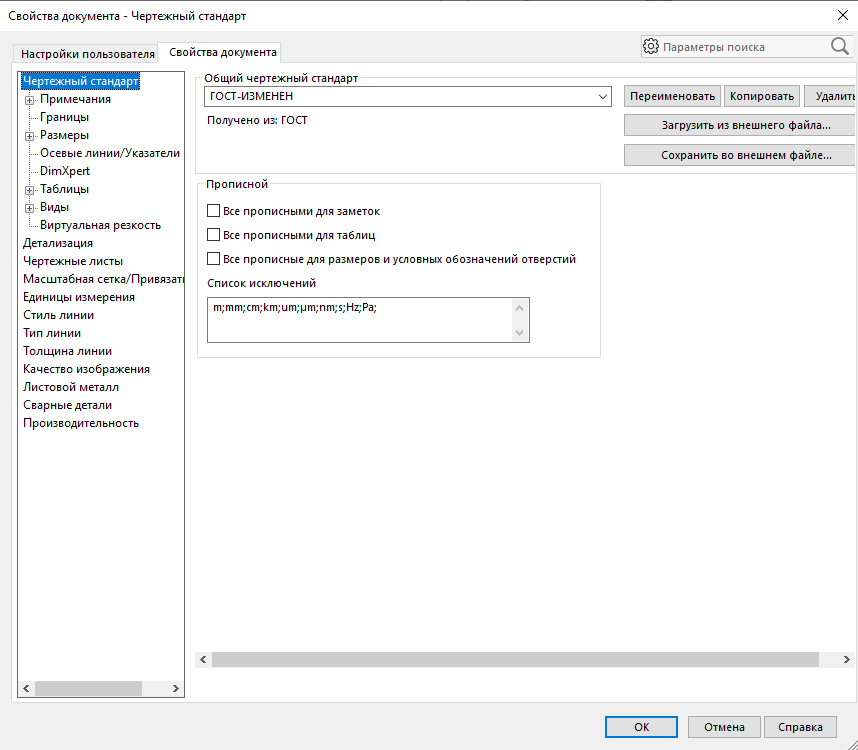 Свойства документа - Чертежный стандарт
Настройки пользователя
Свойства документа
Параметры поиска
Чертежный стандарт
Примечания
Границы
Размеры
Осевые линии/Указатели
DimXpert
Таблицы
Виды
Виртуальная резкость
Детализация
Чертежные листы
Масштабная сетка/Привязать
Единицы измерения
Стиль линии
Тип линии
Толщина линии
Качество изображения
Листовой металл
Сварные детали
Производительность
Общий чертежный стандарт
ГОСТ-ИЗМЕНЕН
Переименовать
Копировать
Удалить
Получено из: ГОСТ
Загрузить из внешнего файла...
Сохранить во внешнем файле...
Прописной
Все прописными для заметок
Все прописными для таблиц
Все прописные для размеров и условных обозначений отверстий
Список исключений
m;mm;cm;km;um;µm;nm;s;Hz;Pa;
OK
Отмена
Справка